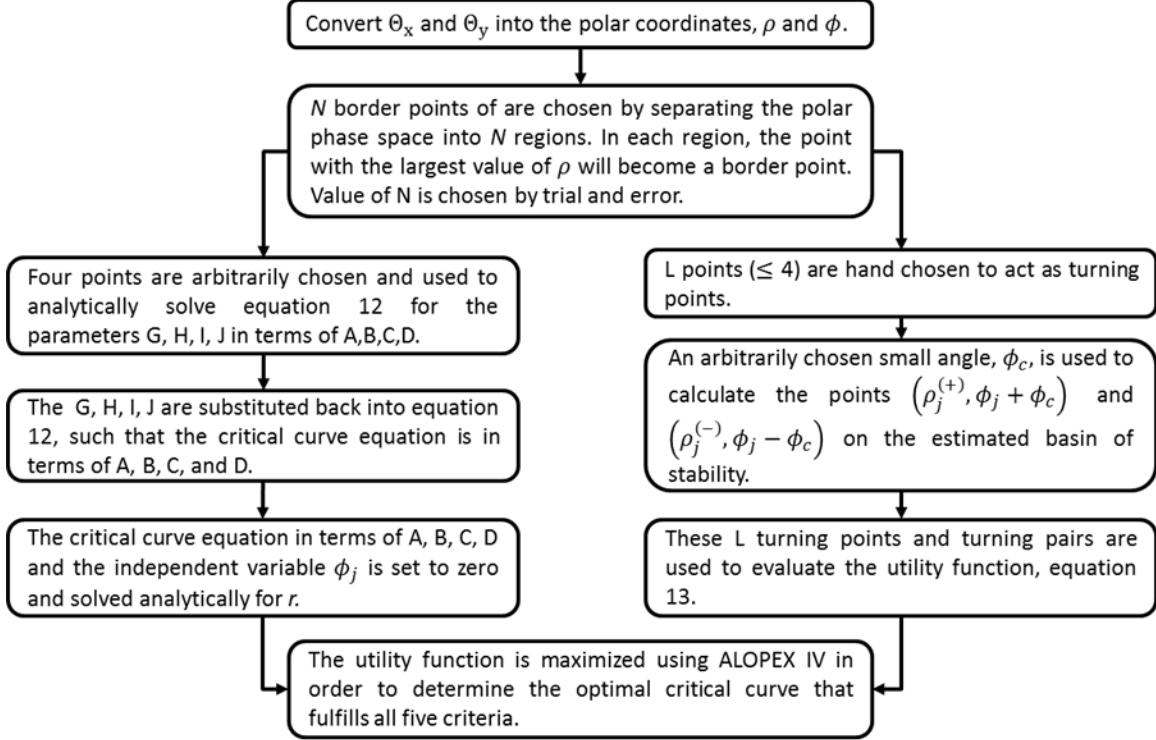 Convert Θx and Θy into the polar coordinates, ρ and ϕ.
N border points of are chosen by separating the polar
phase space into N regions. In each region, the point
with the largest value of ρ will become a border point.
Value of N is chosen by trial and error.
Four points are arbitrarily chosen and used to
analytically solve equation 12 for the
parameters G, H, I, J in terms of A,B,C,D.
The G, H, I, J are substituted back into equation
12, such that the critical curve equation is in
terms of A, B, C, and D.
The critical curve equation in terms of A, B, C, D
and the independent variable ϕj is set to zero
and solved analytically for r.
L points (≤ 4) are hand chosen to act as turning
points.
An arbitrarily chosen small angle, ϕc, is used to
calculate the points (ρj(+), ϕj + ϕc) and
(ρj(−), ϕj − ϕc) on the estimated basin of
stability.
These L turning points and turning pairs are
used to evaluate the utility function, equation
13.
The utility function is maximized using ALOPEX IV in
order to determine the optimal critical curve that
fulfills all five criteria.